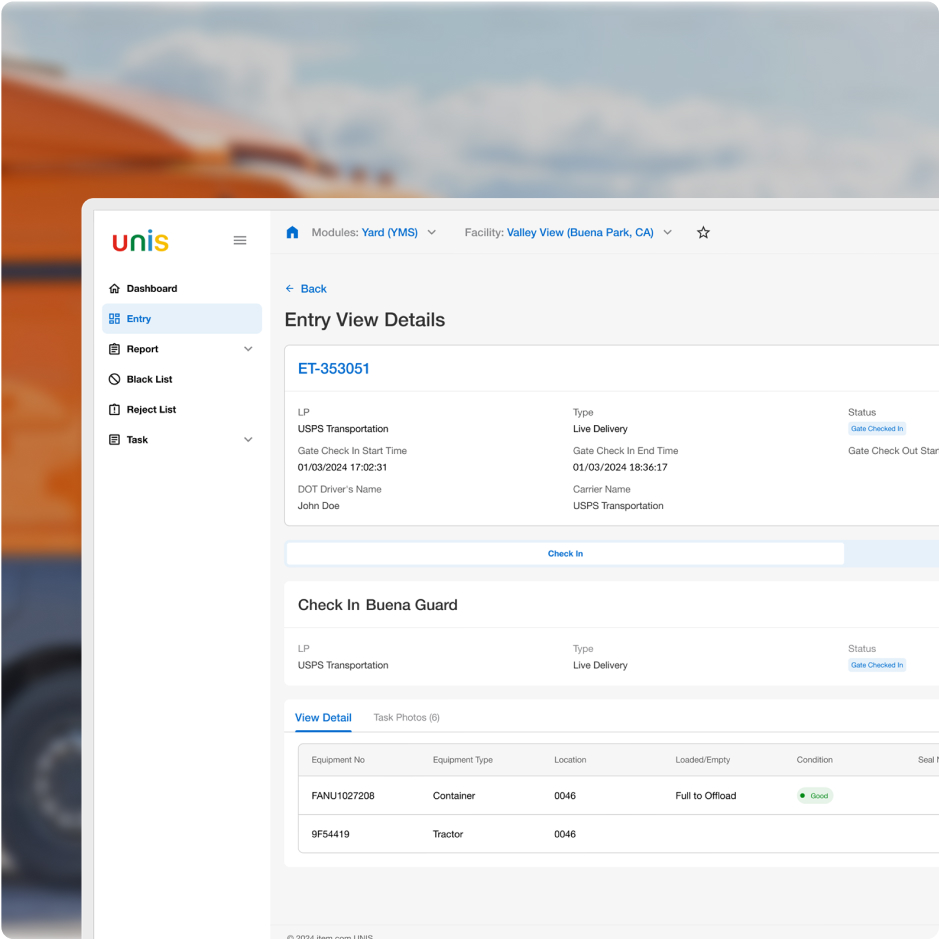 unis
Modules: Yard (YMS)
Facility: Valley View (Buena Park, CA)
Dashboard
Entry
Report
Black List
Reject List
Task
Back
Entry View Details
ET-353051
LP
Type
Status
USPS Transportation
Live Delivery
Gate Checked In
Gate Check In Start Time
Gate Check In End Time
Gate Check Out Star
01/03/2024 17:02:31
01/03/2024 18:36:17
DOT Driver's Name
Carrier Name
John Doe
USPS Transportation
Check In
Check In Buena Guard
LP
Type
Status
USPS Transportation
Live Delivery
Gate Checked In
View Detail
Task Photos (6)
Equipment No
Equipment Type
Location
Loaded/Empty
Condition
Seal
FANU1027208
Container
0046
Full to Offload
Good
9F54419
Tractor
0046
© 2024 item.com UNIS